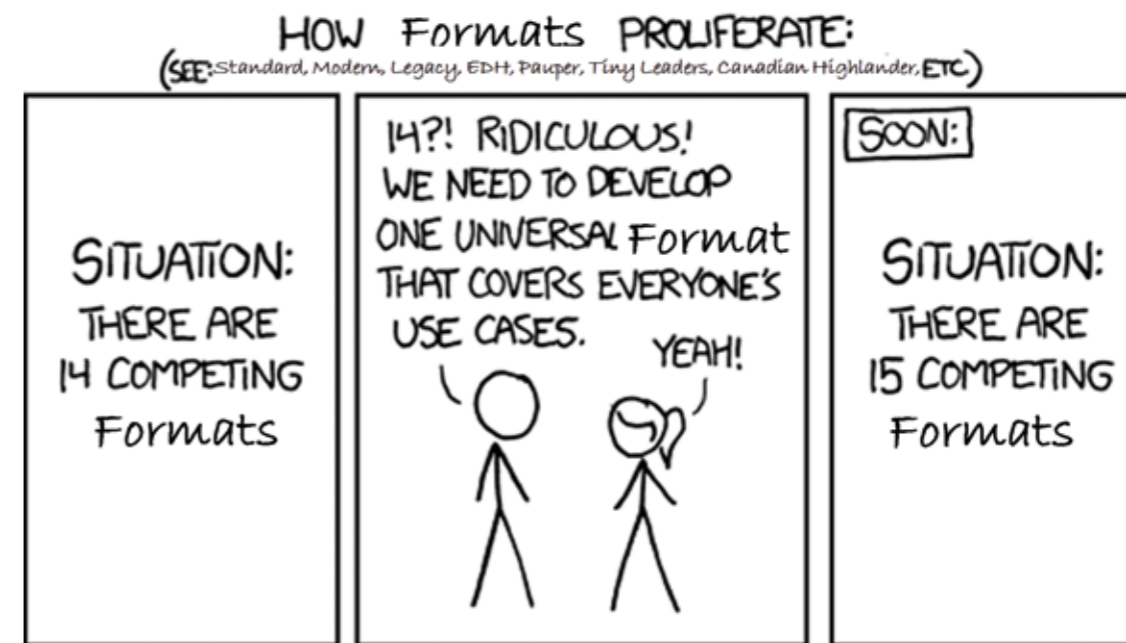 HOW Formats PROLIFERATE:
(SEE: Standard, Modern, Legacy, EDH, Pauper, Tiny Leaders, Canadian Highlander, ETC.)
SITUATION:
THERE ARE
14 COMPETING
Formats
14?! RIDICULOUS!
WE NEED TO DEVELOP
ONE UNIVERSAL Format
THAT COVERS EVERYONE'S
USE CASES.
YEAH!
SOON:
SITUATION:
THERE ARE
15 COMPETING
Formats